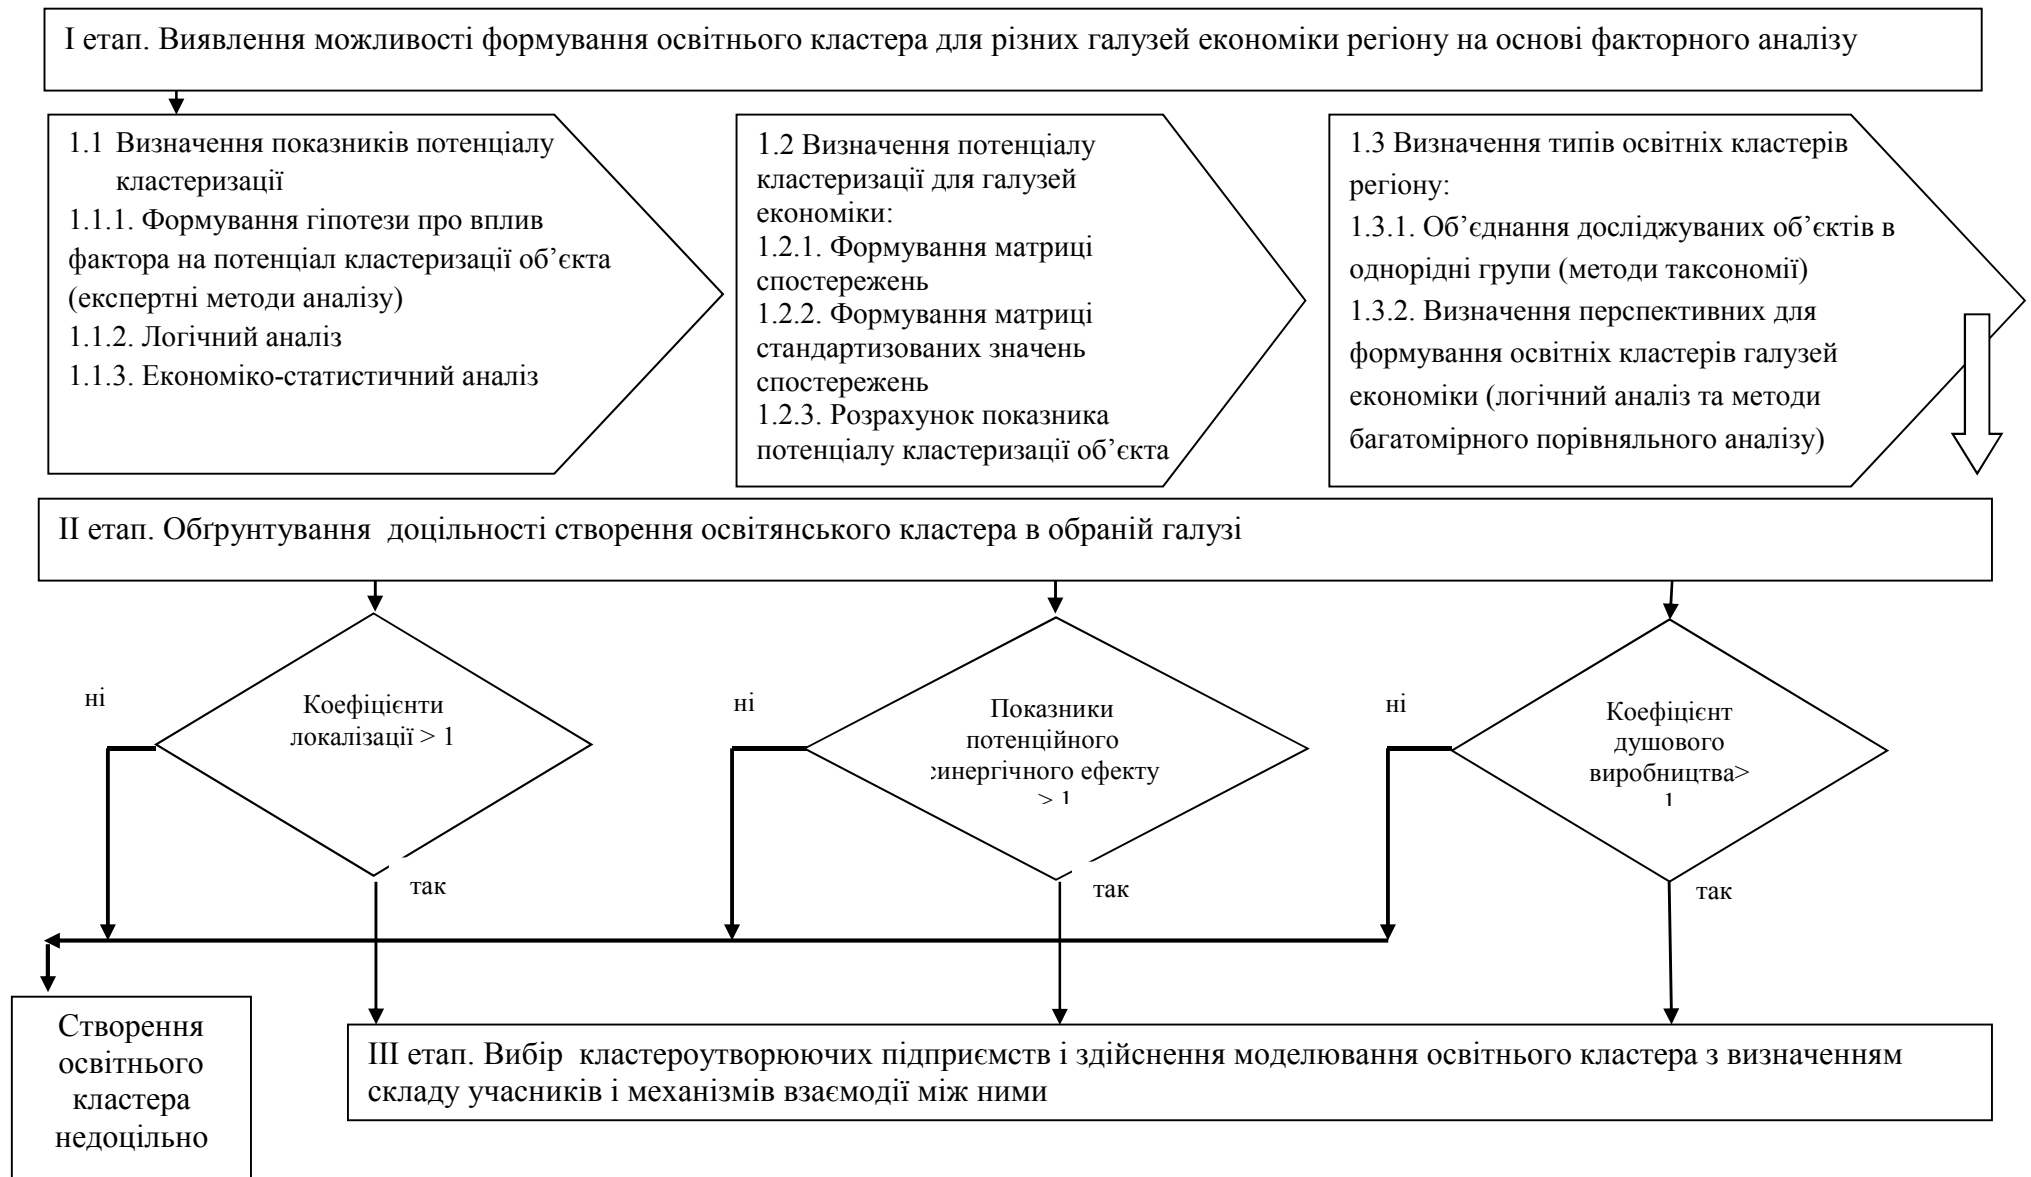 І етап. Виявлення можливості формування освітнього кластера для різних галузей економіки регіону на основі факторного аналізу
1.1 Визначення показників потенціалу
кластеризації
1.1.1. Формування гіпотези про вплив
фактора на потенціал кластеризації об’єкта
(експертні методи аналізу)
1.1.2. Логічний аналіз
1.1.3. Економіко-статистичний аналіз
1.2 Визначення потенціалу
кластеризації для галузей
економіки:
1.2.1. Формування матриці
спостережень
1.2.2. Формування матриці
стандартизованих значень
спостережень
1.2.3. Розрахунок показника
потенціалу кластеризації об’єкта
1.3 Визначення типів освітніх кластерів
регіону:
1.3.1. Об’єднання досліджуваних об’єктів в
однорідні групи (методи таксономії)
1.3.2. Визначення перспективних для
формування освітніх кластерів галузей
економіки (логічний аналіз та методи
багатомірного порівняльного аналізу)
ІІ етап. Обґрунтування доцільності створення освітянського кластера в обраній галузі
ні
Коефіцієнти
локалізації > 1
так
ні
Показники
потенційного
синергічного ефекту
> 1
так
ні
Коефіцієнт
душового
виробництва>
1
так
Створення
освітнього
кластера
недоцільно
ІІІ етап. Вибір кластероутворюючих підприємств і здійснення моделювання освітнього кластера з визначенням
складу учасників і механізмів взаємодії між ними